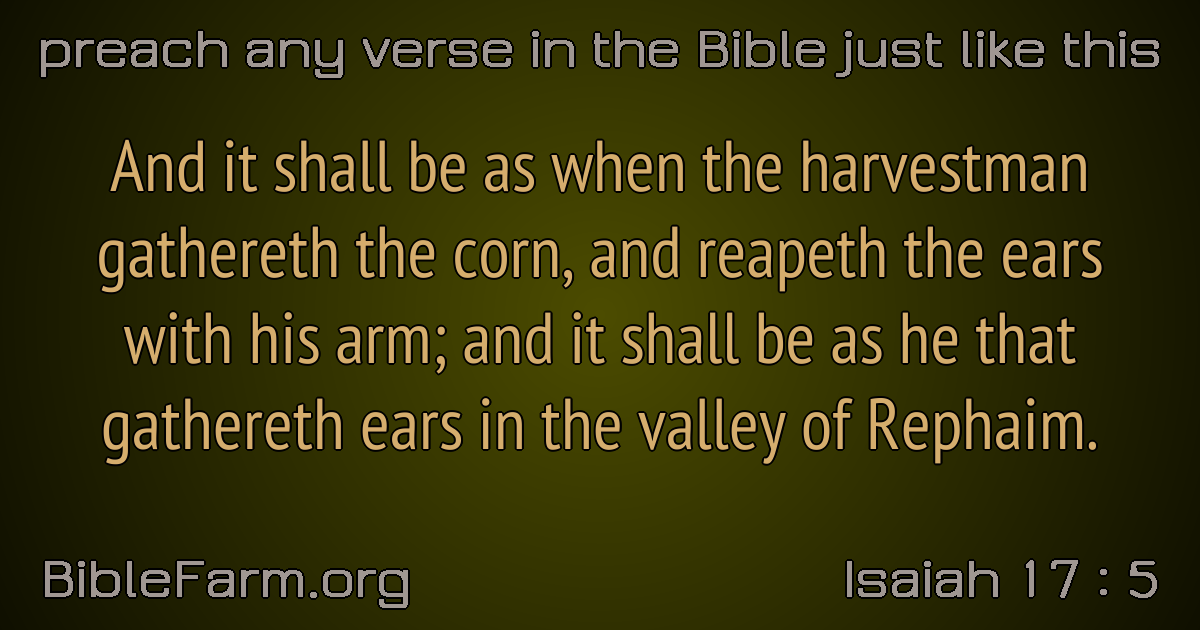 preach any verse in the Bible just like this
And it shall be as when the harvestman
gathereth the corn, and reapeth the ears
with his arm; and it shall be as he that
gathereth ears in the valley of Rephaim.
BibleFarm.org
Isaiah 17 : 5